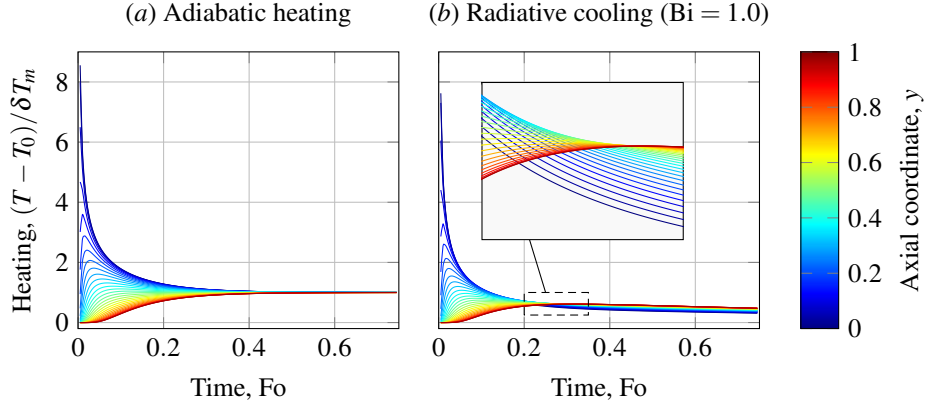 (a) Adiabatic heating
(b) Radiative cooling (Bi = 1.0)
Heating, (T − T₀)/δTₘ
8
6
4
2
0
0 0.2 0.4 0.6
Time, Fo
0 0.2 0.4 0.6
Time, Fo
1
0.8
0.6
0.4
0.2
0
Axial coordinate, y